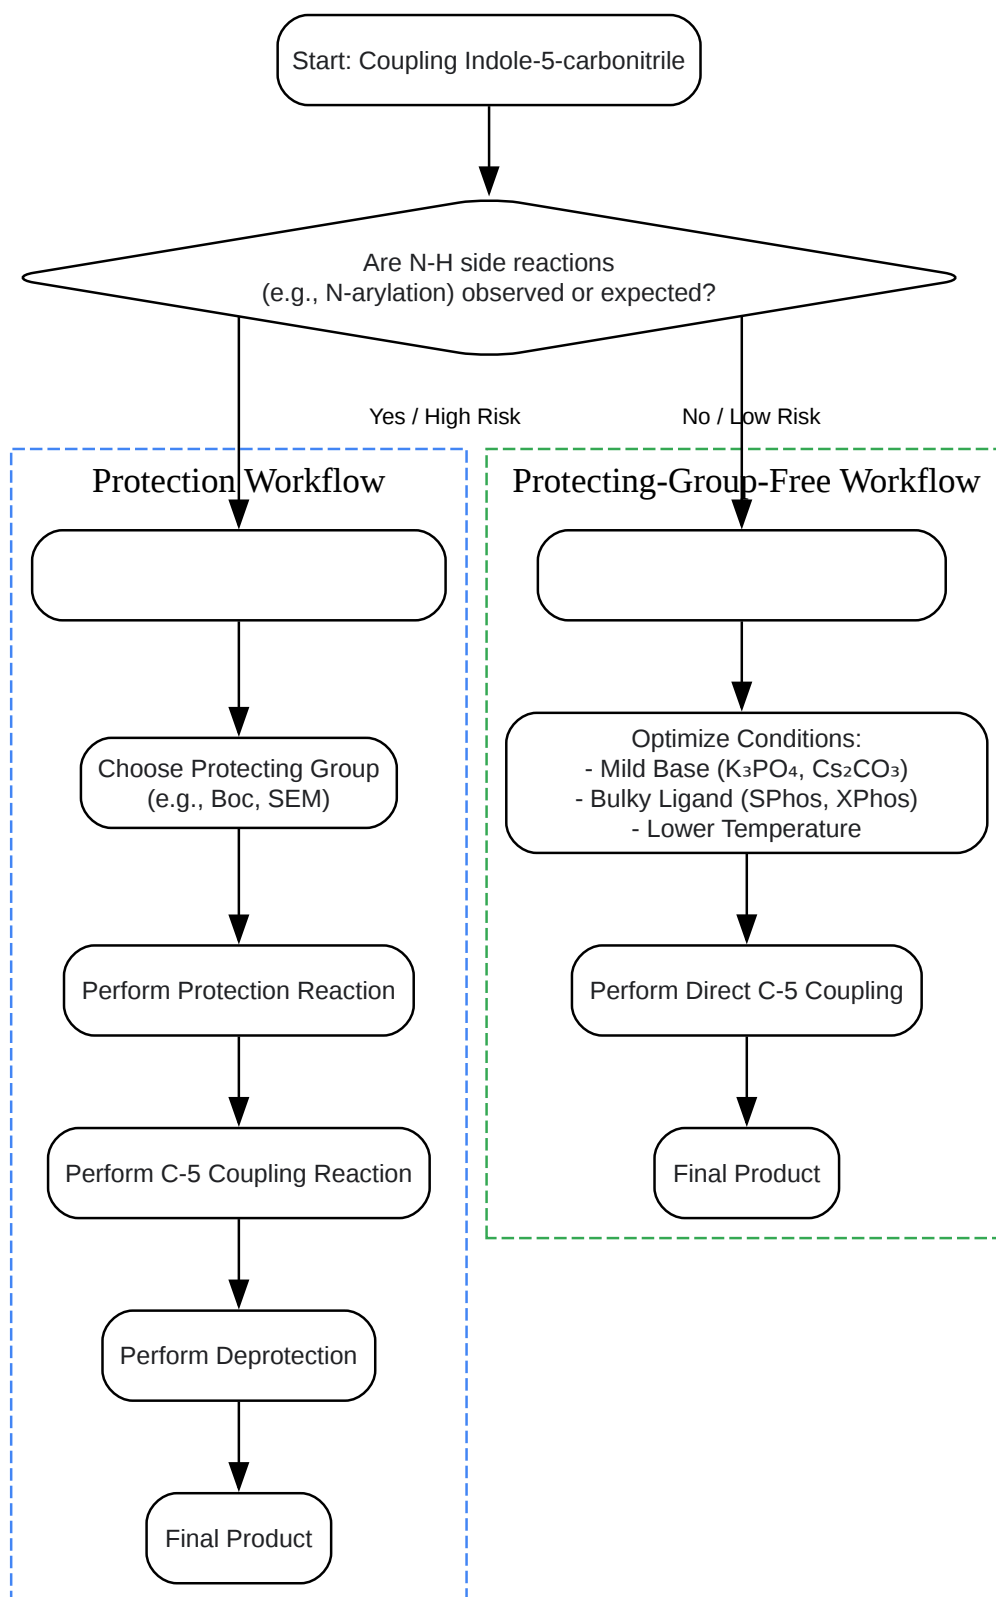 Start: Coupling Indole-5-carbonitrile
Are N-H side reactions
(e.g., N-arylation) observed or expected?
Yes / High Risk
No / Low Risk
Protection Workflow
Choose Protecting Group
(e.g., Boc, SEM)
Perform Protection Reaction
Perform C-5 Coupling Reaction
Perform Deprotection
Final Product
Protecting-Group-Free Workflow
Optimize Conditions:
- Mild Base (K₃PO₄, Cs₂CO₃)
- Bulky Ligand (SPhos, XPhos)
- Lower Temperature
Perform Direct C-5 Coupling
Final Product